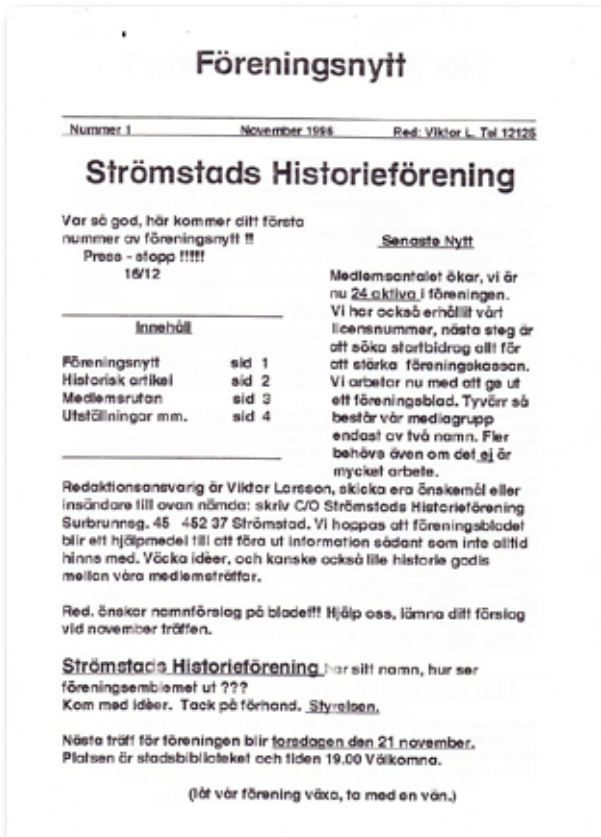 Föreningsnytt
Nummer 1 November 1996 Red: Viktor L. Tel 12125
Strömstads Historieförening
Var så god, här kommer ditt första
nummer av föreningsnytt !!!
Press - stopp !!!!!
16/12
Innehåll
Föreningsnytt sid 1
Historisk artikel sid 2
Medlemsrutan sid 3
Utställningar mm. sid 4
Senaste Nytt
Medlemsantalet ökar, vi är
nu 24 aktiva i föreningen.
Vi har också erhållit vårt
licensnummer, nästa steg är
att söka startbidrag allt för
att stärka föreningskassan.
Vi arbetar nu med att ge ut
ett föreningsblad. Tyvärr så
består vår mediagrupp
endast av två namn. Fler
behövs även om det ej är
mycket arbete.
Redaktionsansvarig är Viktor Larsson, skicka era önskemål eller
insändare till ovan nämda: skriv C/O Strömstads Historieförening
Surbrunnsg. 45 452 37 Strömstad. Vi hoppas att föreningsbladet
blir ett hjälpmedel till att föra ut information sådant som inte alltid
hinns med. Väcka idèer, och kanske också lite historie godis
mellan våra medlemsträffar.
Red. önskar namnförslag på bladet!!! Hjälp oss, lämna ditt förslag
vid november träffen.
Strömstads Historieförening har sitt namn, hur ser
föreningsemblemet ut ???
Kom med idèer. Tack på förhand. Styrelsen.
Nästa träff för föreningen blir torsdagen den 21 november.
Platsen är stadsbiblioteket och tiden 19.00 Välkomna.
(låt vår förening växa, ta med en vän.)